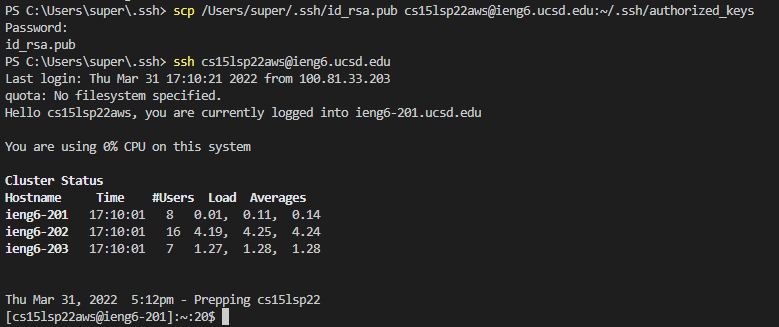 PS C:\Users\super\.ssh> scp /Users/super/.ssh/id_rsa.pub cs15lsp22aws@ieng6.ucsd.edu:~/.ssh/authorized_keys
Password:
id_rsa.pub
PS C:\Users\super\.ssh> ssh cs15lsp22aws@ieng6.ucsd.edu
Last login: Thu Mar 31 17:10:21 2022 from 100.81.33.203
quota: No filesystem specified.
Hello cs15lsp22aws, you are currently logged into ieng6-201.ucsd.edu
You are using 0% CPU on this system
Cluster Status
Hostname     Time    #Users  Load  Averages
ieng6-201   17:10:01   8  0.01,  0.11,  0.14
ieng6-202   17:10:01   16  4.19,  4.25,  4.24
ieng6-203   17:10:01   7  1.27,  1.28,  1.28
Thu Mar 31, 2022  5:12pm - Prepping cs15lsp22
[cs15lsp22aws@ieng6-201]:~:20$